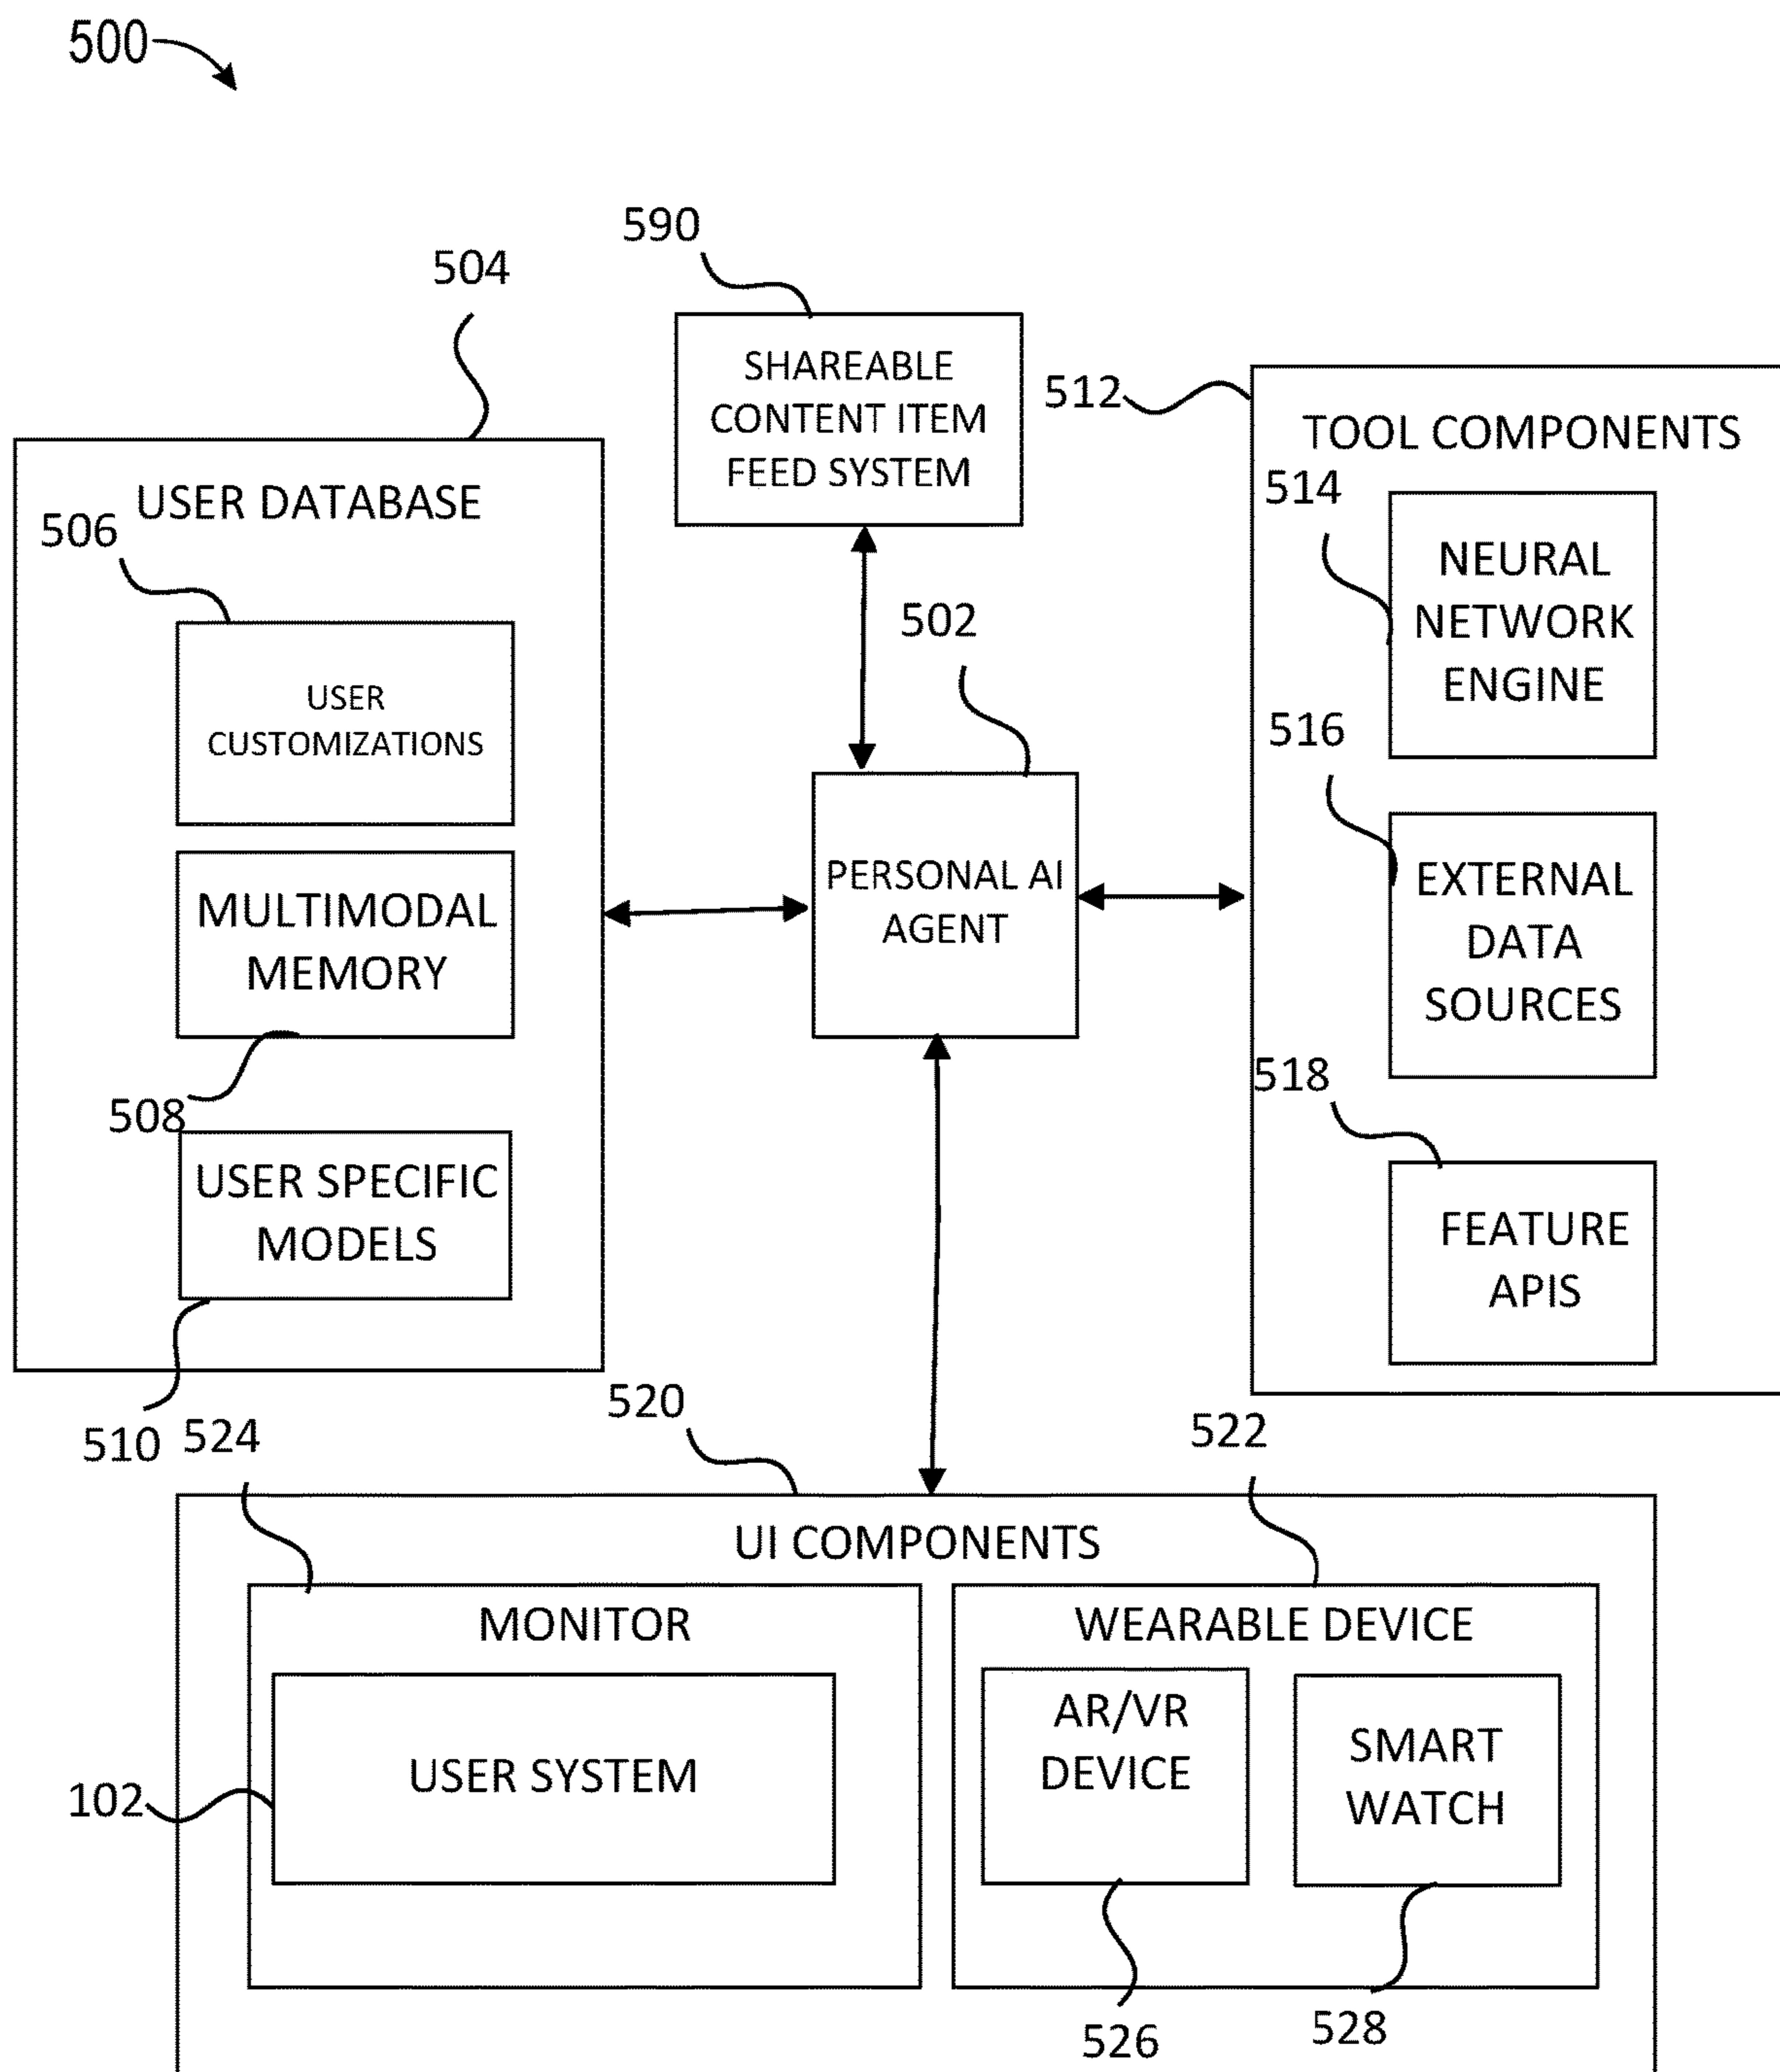 500
590
504
SHAREABLE
CONTENT ITEM
FEED SYSTEM
512
TOOL COMPONENTS
USER DATABASE
506
514
NEURAL
NETWORK
ENGINE
502
USER
CUSTOMIZATIONS
516
PERSONAL AI
AGENT
EXTERNAL
DATA
SOURCES
MULTIMODAL
MEMORY
508
518
USER SPECIFIC
MODELS
FEATURE
APIS
510
524
520
522
UI COMPONENTS
MONITOR
WEARABLE DEVICE
102
USER SYSTEM
AR/VR
DEVICE
SMART
WATCH
526
528